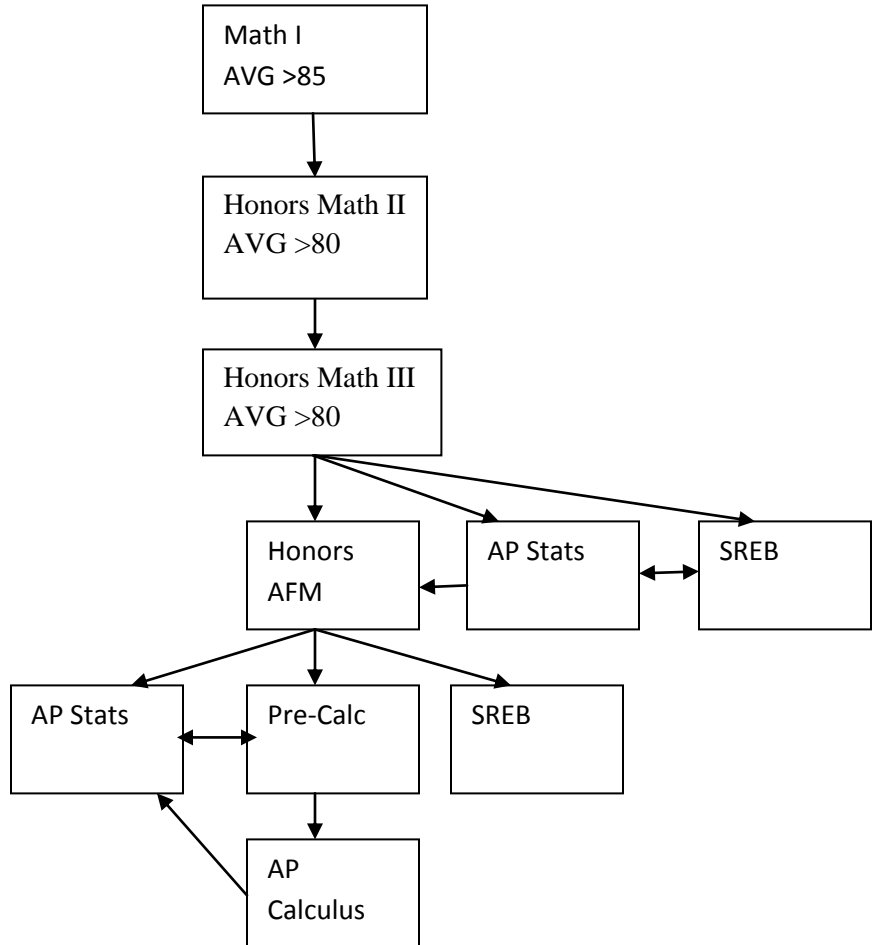 Math I
AVG >85
Honors Math II
AVG >80
Honors Math III
AVG >80
Honors
AFM
AP Stats
SREB
AP Stats
Pre-Calc
SREB
AP
Calculus